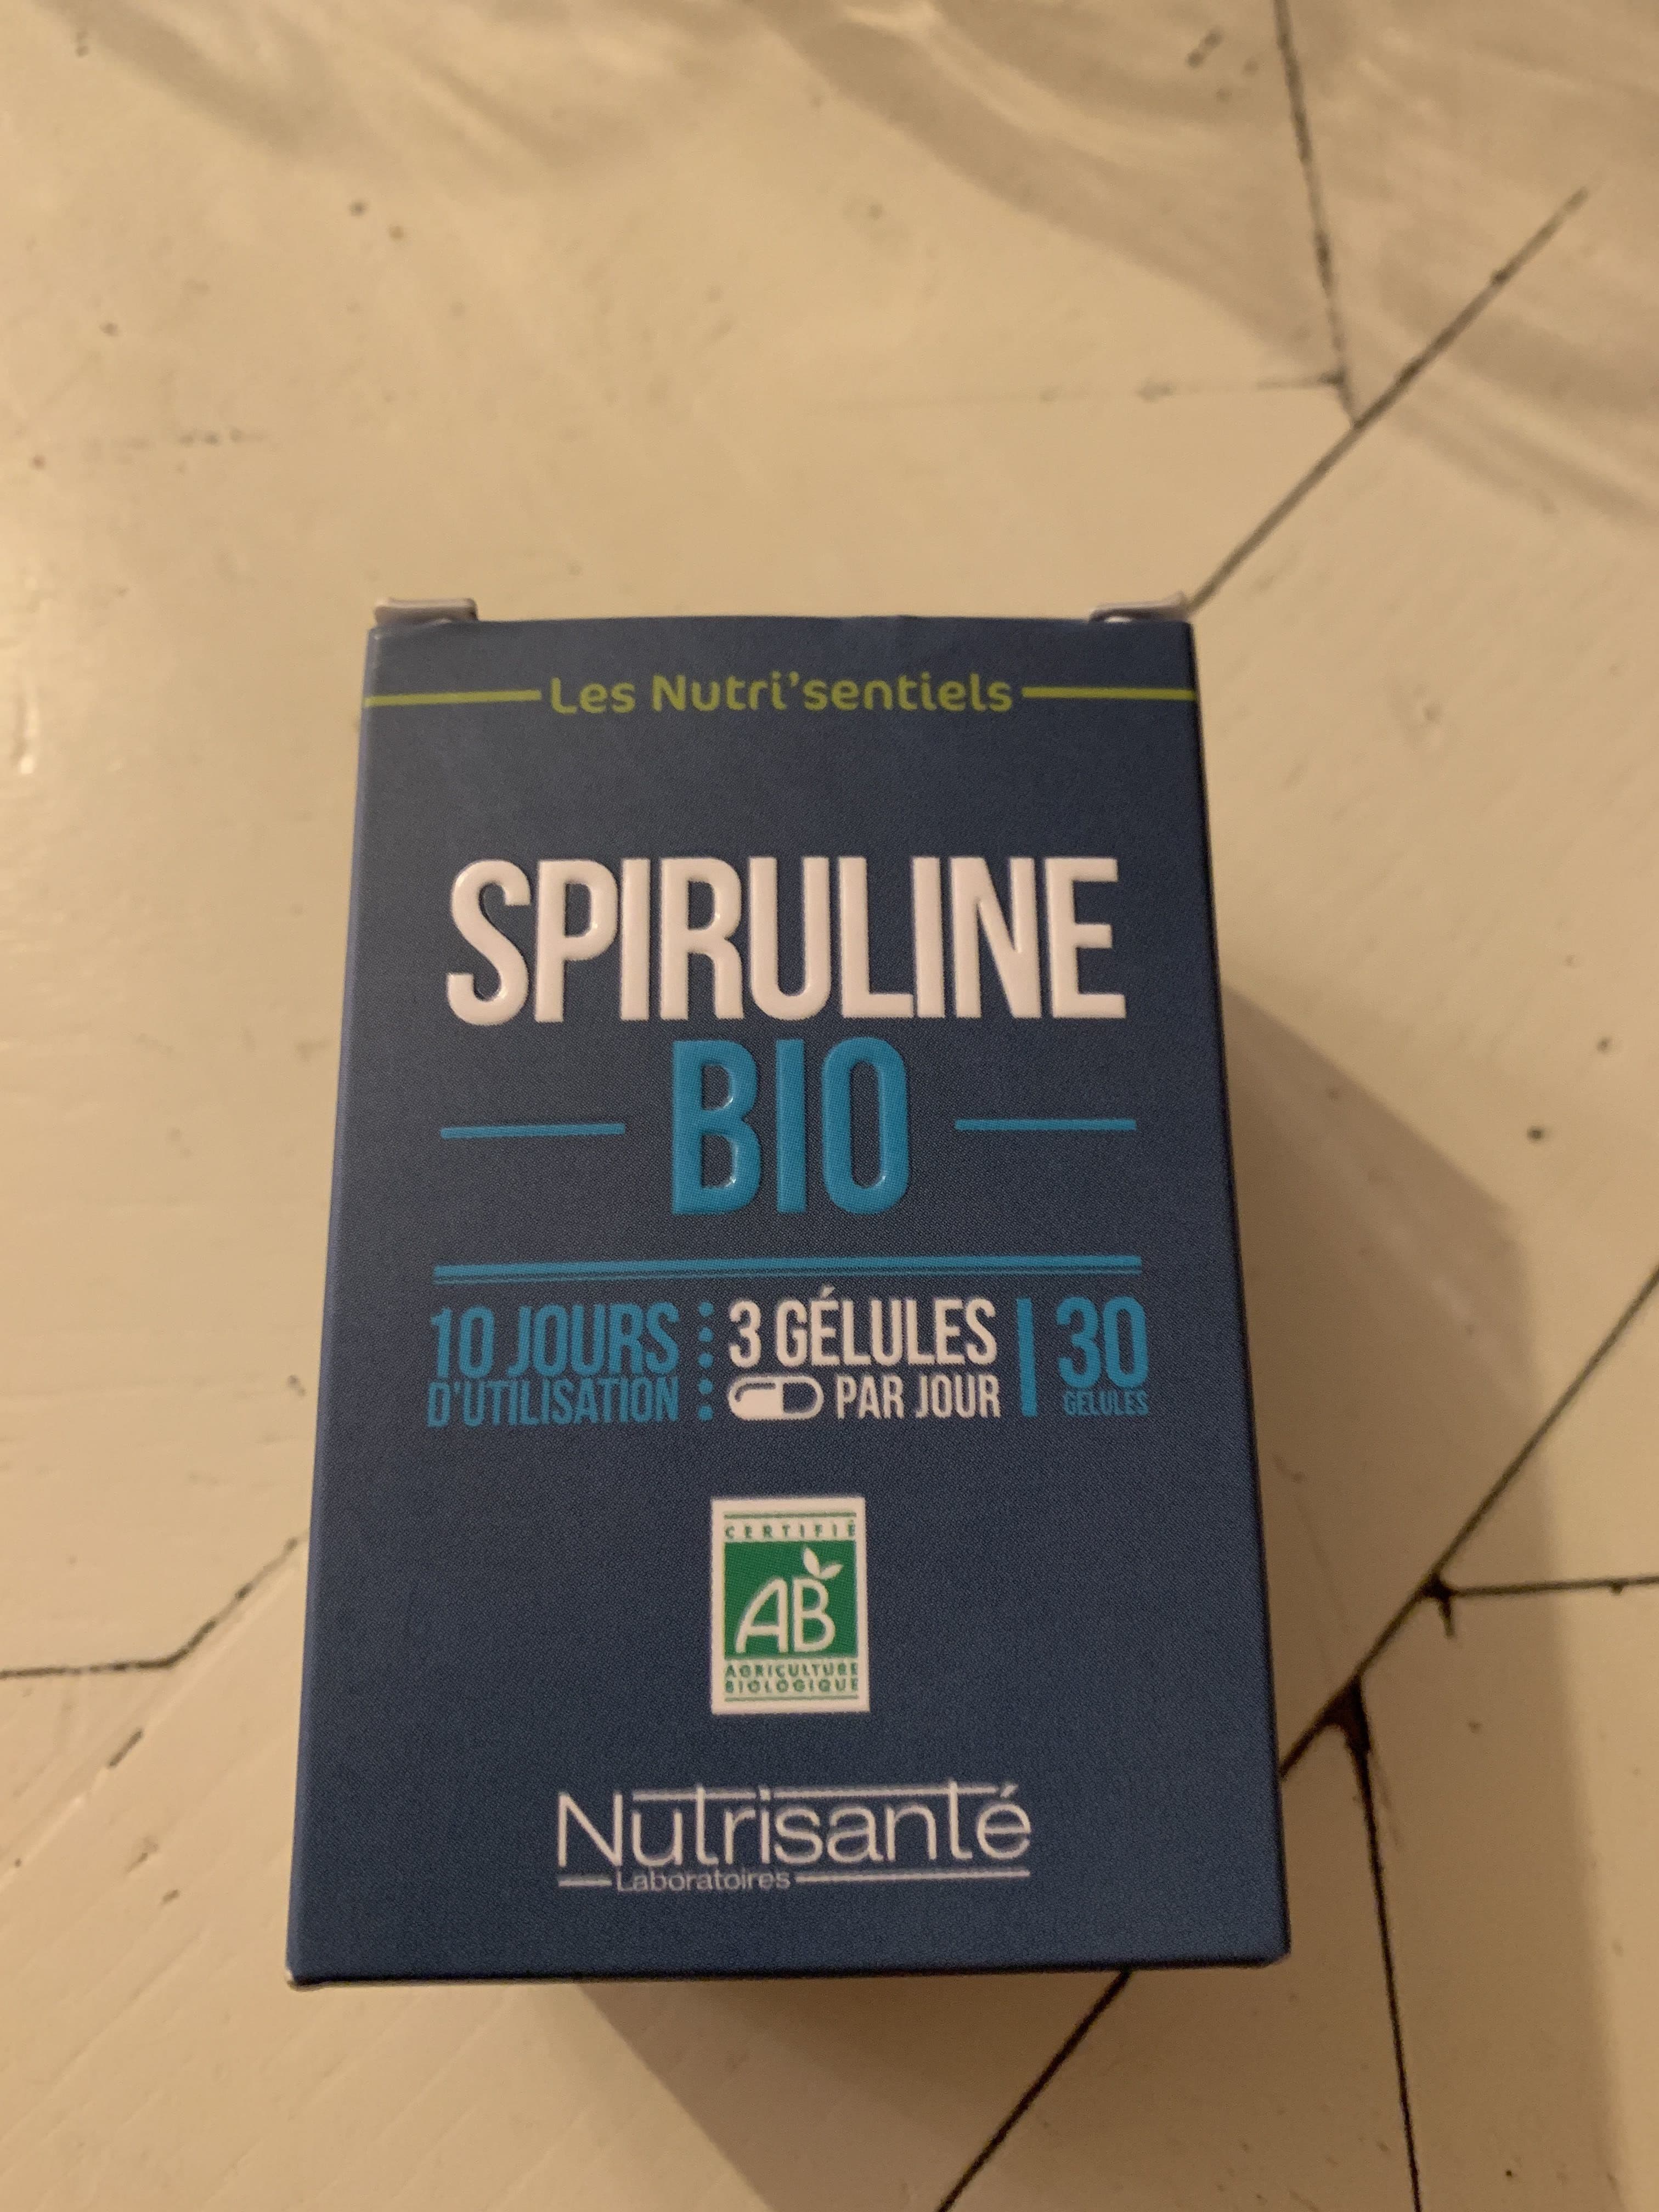 Les Nutri'sentiels
SPIRULINE
BIO
10 JOURS
D'UTILISATION
3 GÉLULES
PAR JOUR
30
GÉLULES
CERTIFIÉ
AB
AGRICULTURE
BIOLOGIQUE
Nutrisanté
Laboratoires